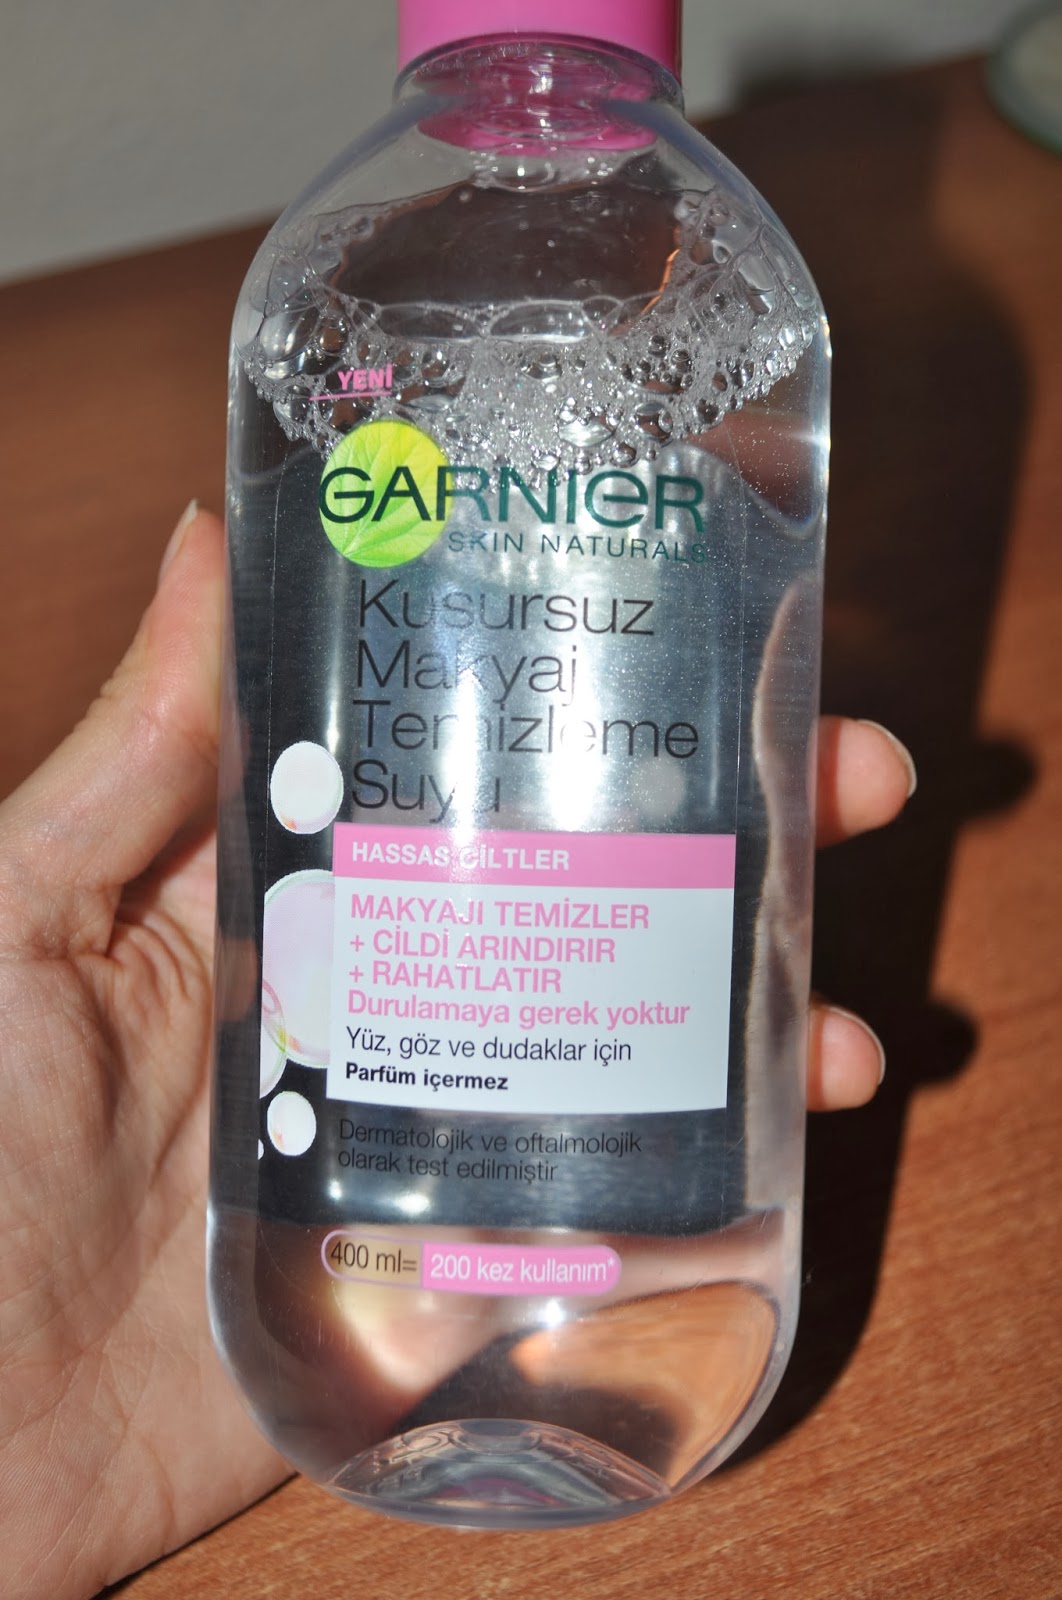 YENİ
GARNIER
SKIN NATURALS
Kusursuz
Makyaj
Temizleme
Suyu
HASSAS CİLTLER
MAKYAJI TEMİZLER
+ CİLDİ ARINDIRIR
+ RAHATLATIR
Durulamaya gerek yoktur
Yüz, göz ve dudaklar için
Parfüm içermez
Dermatolojik ve oftalmolojik
olarak test edilmiştir
400 ml= 200 kez kullanım*